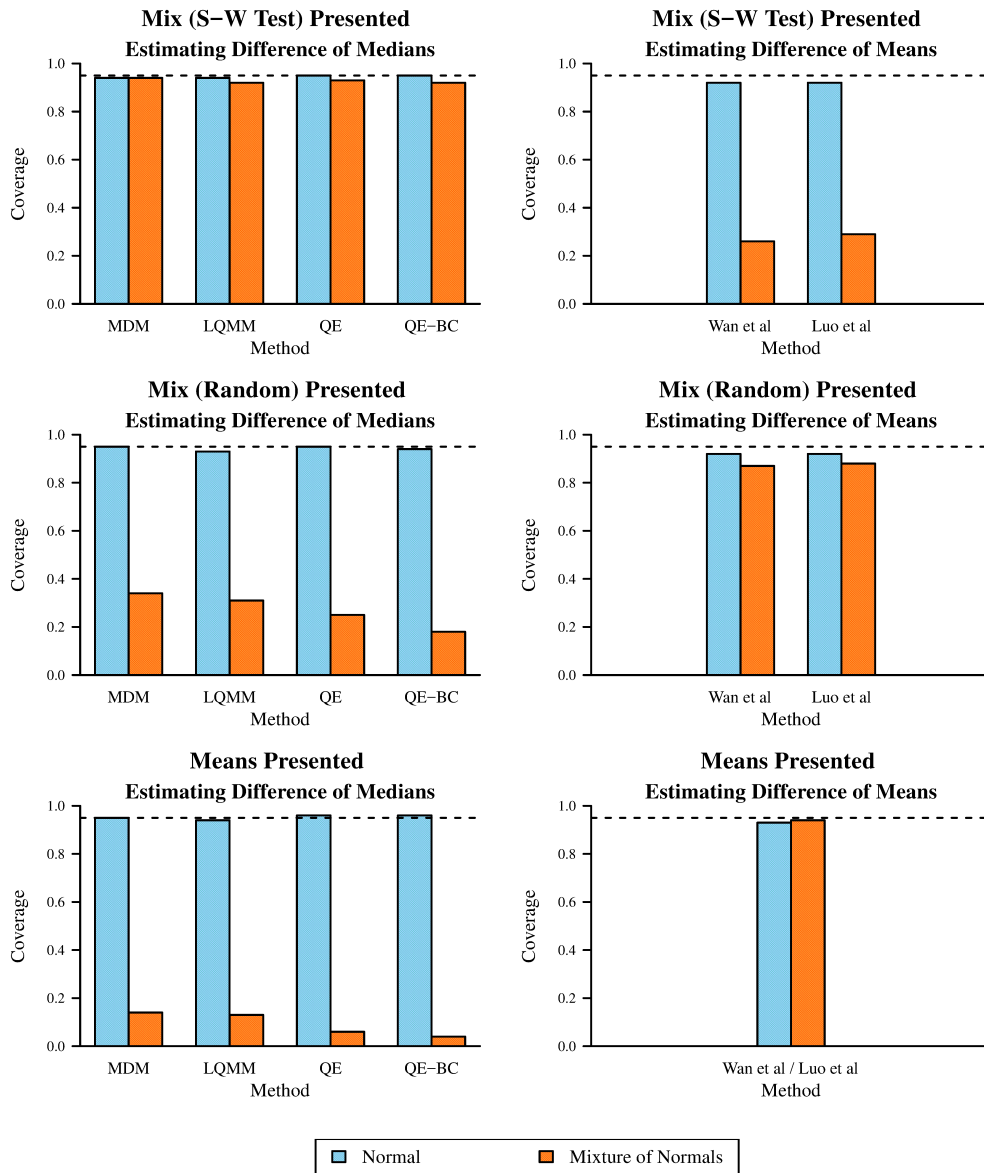 Mix (S−W Test) Presented
Estimating Difference of Medians
1.0
0.8
0.6
0.4
0.2
0.0
Coverage
MDM LQMM QE QE−BC
Method
Mix (S−W Test) Presented
Estimating Difference of Means
1.0
0.8
0.6
0.4
0.2
0.0
Coverage
Wan et al Luo et al
Method
Mix (Random) Presented
Estimating Difference of Medians
1.0
0.8
0.6
0.4
0.2
0.0
Coverage
MDM LQMM QE QE−BC
Method
Mix (Random) Presented
Estimating Difference of Means
1.0
0.8
0.6
0.4
0.2
0.0
Coverage
Wan et al Luo et al
Method
Means Presented
Estimating Difference of Medians
1.0
0.8
0.6
0.4
0.2
0.0
Coverage
MDM LQMM QE QE−BC
Method
Means Presented
Estimating Difference of Means
1.0
0.8
0.6
0.4
0.2
0.0
Coverage
Wan et al / Luo et al
Method
Normal Mixture of Normals